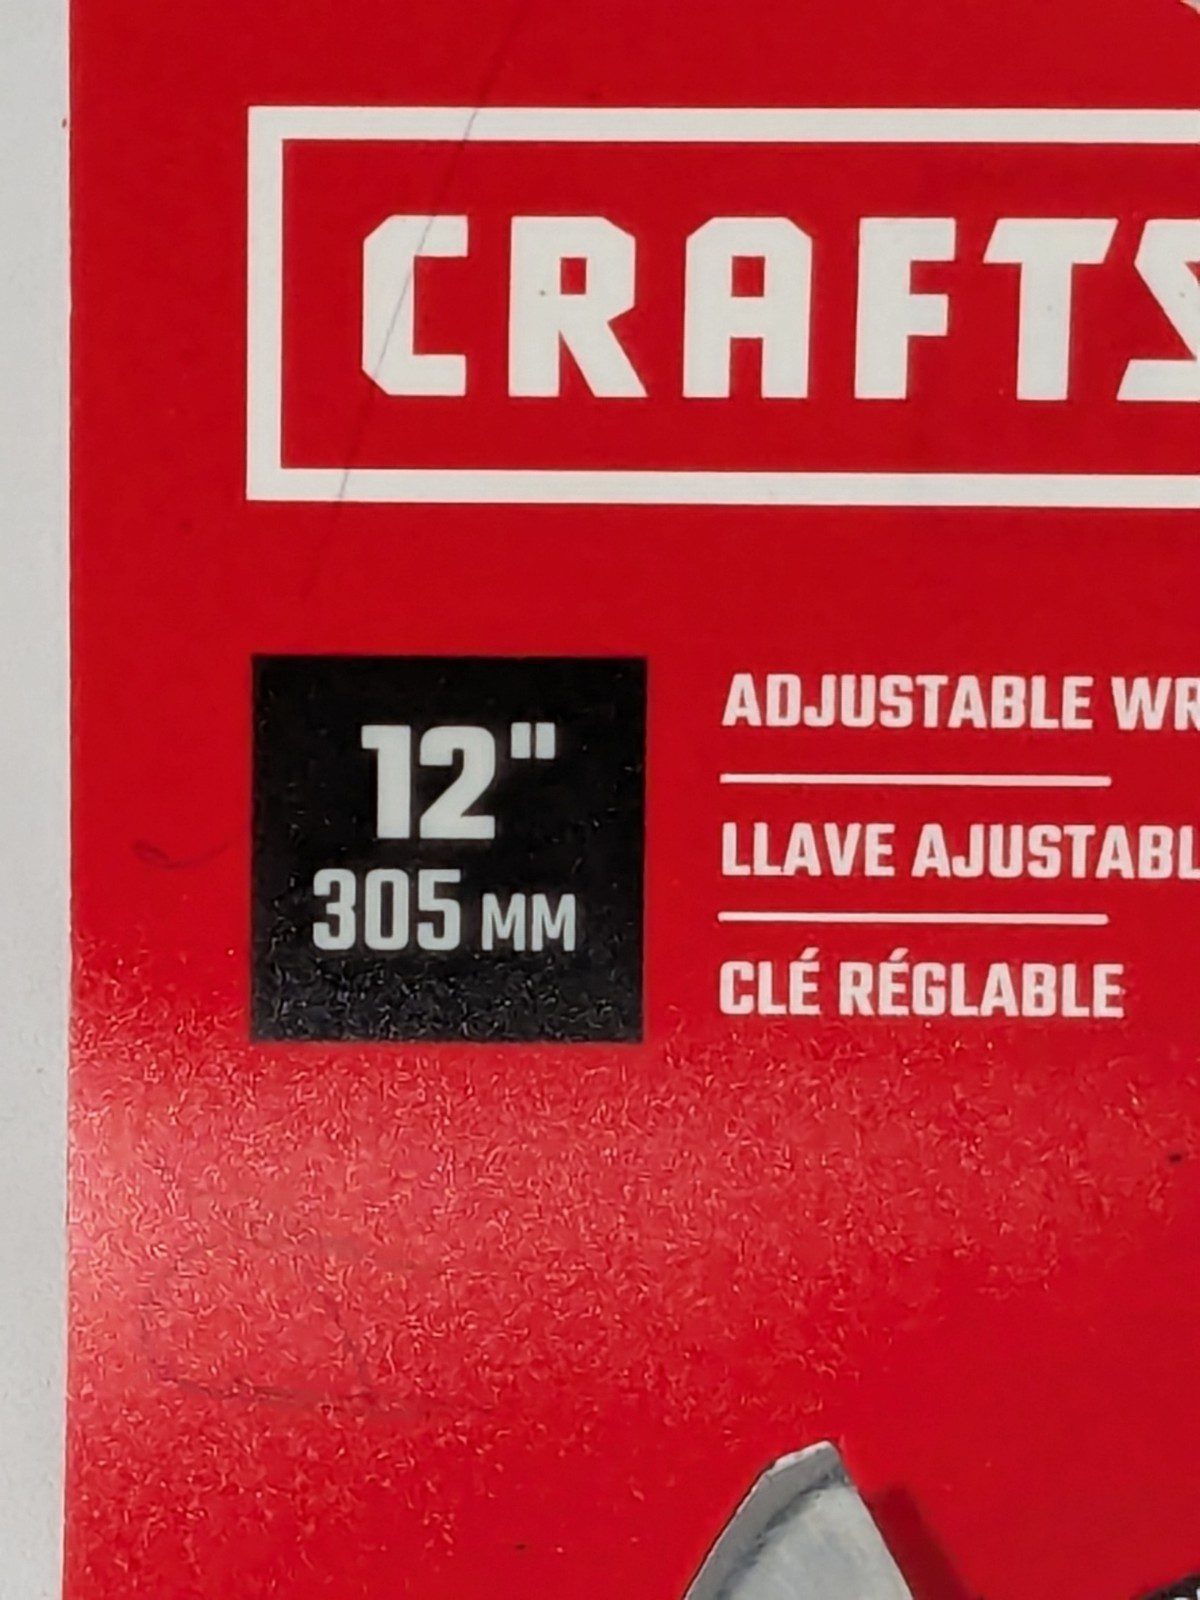 CRAFTS
12"
305 MM
ADJUSTABLE WR
LLAVE AJUSTABL
CLÉ RÉGLABLE